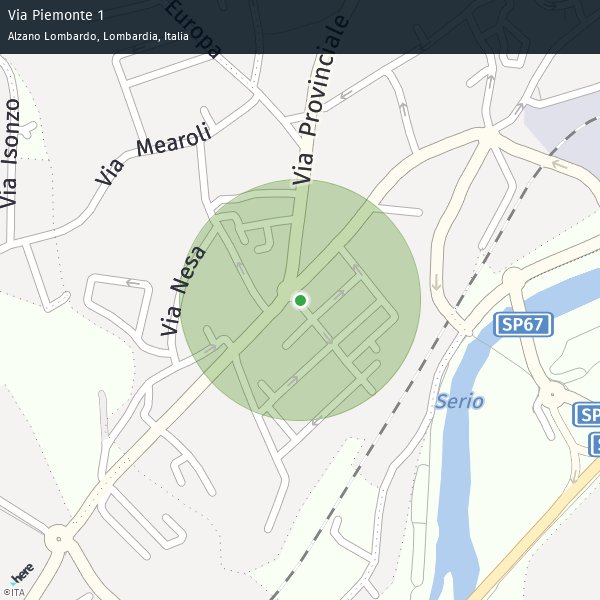 Via Piemonte 1
Alzano Lombardo, Lombardia, Italia
Europa
Via Provinciale
Via Isonzo
Via Mearoli
Via Nesa
SP67
Serio
SP
S
here
©ITA